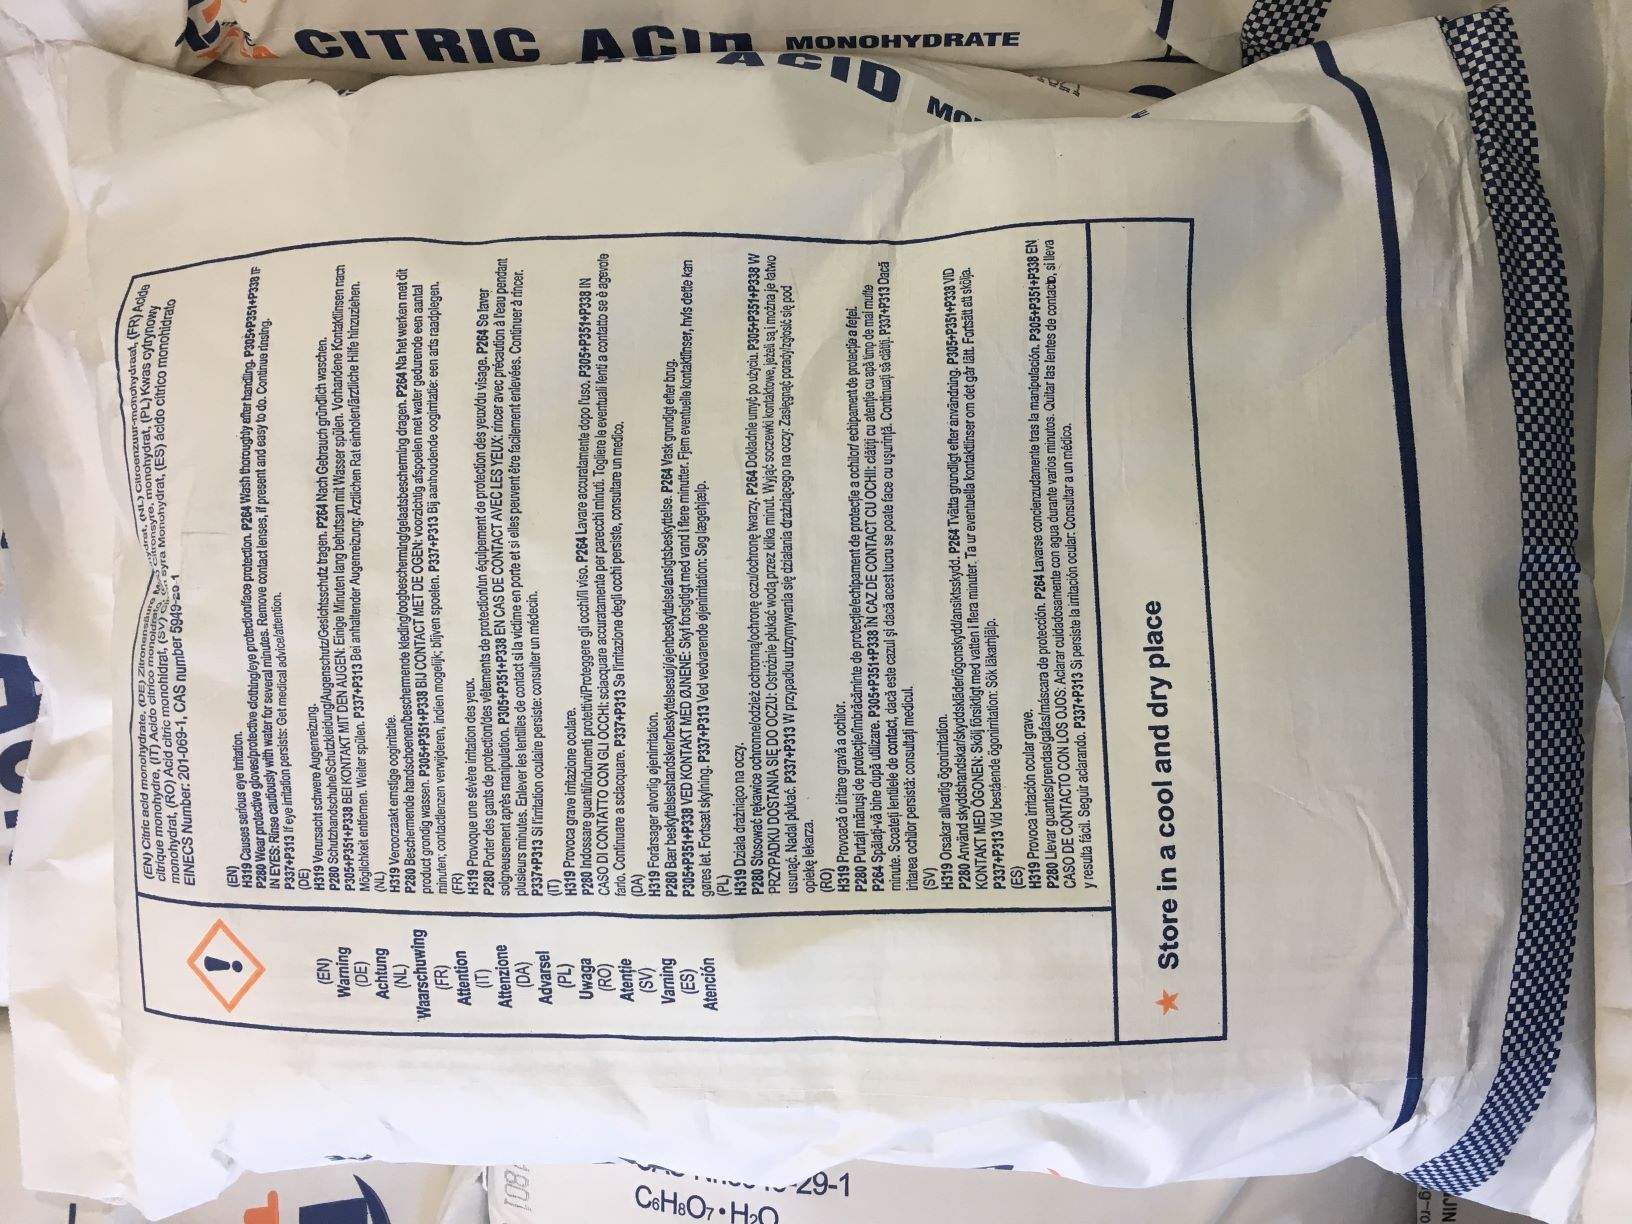 CITRIC ACID MONOHYDRATE
ACID
(EN) Citric acid monohydrate, (DE) Zitronensäure (NL) Citroenzuur-monohydraat, (FR) Acide
citrique monohydre, (IT) Acido citrico monoidrato, monohydrat, (PL) Kwas cytrynowy
monohydrat, (RO) Acid citric monohidrat, (SV) Monohydrat, (ES) ácido cítrico monohidrato
EINECS Number: 201-069-1, CAS number 5949-29-1
(EN)
Warning
(DE)
Achtung
(NL)
Waarschuwing
(FR)
Attention
(IT)
Attenzione
(DA)
Advarsel
(PL)
Uwaga
(RO)
Atenție
(SV)
Varning
(ES)
Atención
(EN)
H319 Causes serious eye irritation.
P280 Wear protective gloves/protective clothing/eye protection/face protection. P264 Wash thoroughly after handling. P305+P351+P338 IF
IN EYES: Rinse cautiously with water for several minutes. Remove contact lenses, if present and easy to do. Continue rinsing.
P337+P313 If eye irritation persists: Get medical advice/attention.
(DE)
H319 Verursacht schwere Augenreizung.
P280 Schutzhandschuhe/Schutzkleidung/Augenschutz/Gesichtsschutz tragen. P264 Nach Gebrauch gründlich waschen.
P305+P351+P338 BEI KONTAKT MIT DEN AUGEN: Einige Minuten lang behutsam mit Wasser spülen. Vorhandene Kontaktlinsen nach
Möglichkeit entfernen. Weiter spülen. P337+P313 Bei anhaltender Augenreizung: Ärztlichen Rat einholen/ärztliche Hilfe hinzuziehen.
(NL)
H319 Veroorzaakt ernstige oogirritatie.
P280 Beschermende handschoenen/beschermende kleding/oogbescherming/gelaatsbescherming dragen. P264 Na het werken met dit
product grondig wassen. P305+P351+P338 BIJ CONTACT MET DE OGEN: voorzichtig afspoelen met water gedurende een aantal
minuten; contactlenzen verwijderen, indien mogelijk; blijven spoelen. P337+P313 Bij aanhoudende oogirritatie: een arts raadplegen.
(FR)
H319 Provoque une sévère irritation des yeux.
P280 Porter des gants de protection/des vêtements de protection/un équipement de protection des yeux/du visage. P264 Se laver
soigneusement après manipulation. P305+P351+P338 EN CAS DE CONTACT AVEC LES YEUX: rincer avec précaution à l'eau pendant
plusieurs minutes. Enlever les lentilles de contact si la victime en porte et si elles peuvent être facilement enlevées. Continuer à rincer.
P337+P313 Si l'irritation oculaire persiste: consulter un médecin.
(IT)
H319 Provoca grave irritazione oculare.
P280 Indossare guanti/indumenti protettivi/Proteggere gli occhi/il viso. P264 Lavare accuratamente dopo l'uso. P305+P351+P338 IN
CASO DI CONTATTO CON GLI OCCHI: sciacquare accuratamente per parecchi minuti. Togliere le eventuali lenti a contatto se è agevole
farlo. Continuare a sciacquare. P337+P313 Se l'irritazione degli occhi persiste, consultare un medico.
(DA)
H319 Forårsager alvorlig øjenirritation.
P280 Bær beskyttelseshandsker/beskyttelsestøj/øjenbeskyttelse/ansigtsbeskyttelse. P264 Vask grundigt efter brug.
P305+P351+P338 VED KONTAKT MED ØJNENE: Skyl forsigtigt med vand i flere minutter. Fjern eventuelle kontaktlinser, hvis dette kan
gøres let. Fortsæt skylning. P337+P313 Ved vedvarende øjenirritation: Søg lægehjælp.
(PL)
H319 Działa drażniąco na oczy.
P280 Stosować rękawice ochronne/odzież ochronną/ochronę oczu/ochronę twarzy. P264 Dokładnie umyć po użyciu. P305+P351+P338 W
PRZYPADKU DOSTANIA SIĘ DO OCZU: Ostrożnie płukać wodą przez kilka minut. Wyjąć soczewki kontaktowe, jeżeli są i można je łatwo
usunąć. Nadal płukać. P337+P313 W przypadku utrzymywania się działania drażniącego na oczy: Zasięgnąć porady/zgłosić się pod
opiekę lekarza.
(RO)
H319 Provoacă o iritare gravă a ochilor.
P280 Purtați mănuși de protecție/îmbrăcăminte de protecție/echipament de protecție a ochilor/ echipament de protecție a feței.
P264 Spălați-vă bine după utilizare. P305+P351+P338 ÎN CAZ DE CONTACT CU OCHII: clătiți cu atenție cu apă timp de mai multe
minute. Scoateți lentilele de contact, dacă este cazul și dacă acest lucru se poate face cu ușurință. Continuați să clătiți. P337+P313 Dacă
iritarea ochilor persistă: consultați medicul.
(SV)
H319 Orsakar allvarlig ögonirritation.
P280 Använd skyddshandskar/skyddskläder/ögonskydd/ansiktsskydd. P264 Tvätta grundligt efter användning. P305+P351+P338 VID
KONTAKT MED ÖGONEN: Skölj försiktigt med vatten i flera minuter. Ta ur eventuella kontaktlinser om det går lätt. Fortsätt att skölja.
P337+P313 Vid bestående ögonirritation: Sök läkarhjälp.
(ES)
H319 Provoca irritación ocular grave.
P280 Llevar guantes/prendas/gafas/máscara de protección. P264 Lavarse concienzudamente tras la manipulación. P305+P351+P338 EN
CASO DE CONTACTO CON LOS OJOS: Aclarar cuidadosamente con agua durante varios minutos. Quitar las lentes de contacto, si lleva
y resulta fácil. Seguir aclarando. P337+P313 Si persiste la irritación ocular: Consultar a un médico.
Store in a cool and dry place
29-1
C6H8O7•H2O